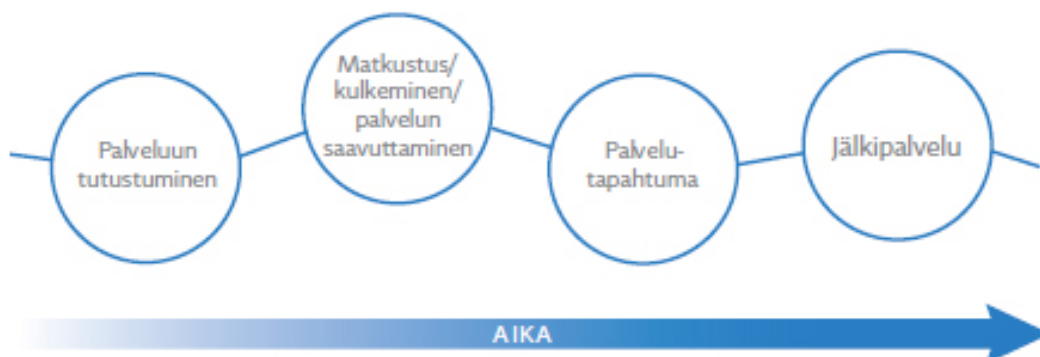 Palveluun
tutustuminen
Matkustus/
kulkeminen/
palvelun
saavuttaminen
Palvelu-
tapahtuma
Jälkipalvelu
AIKA